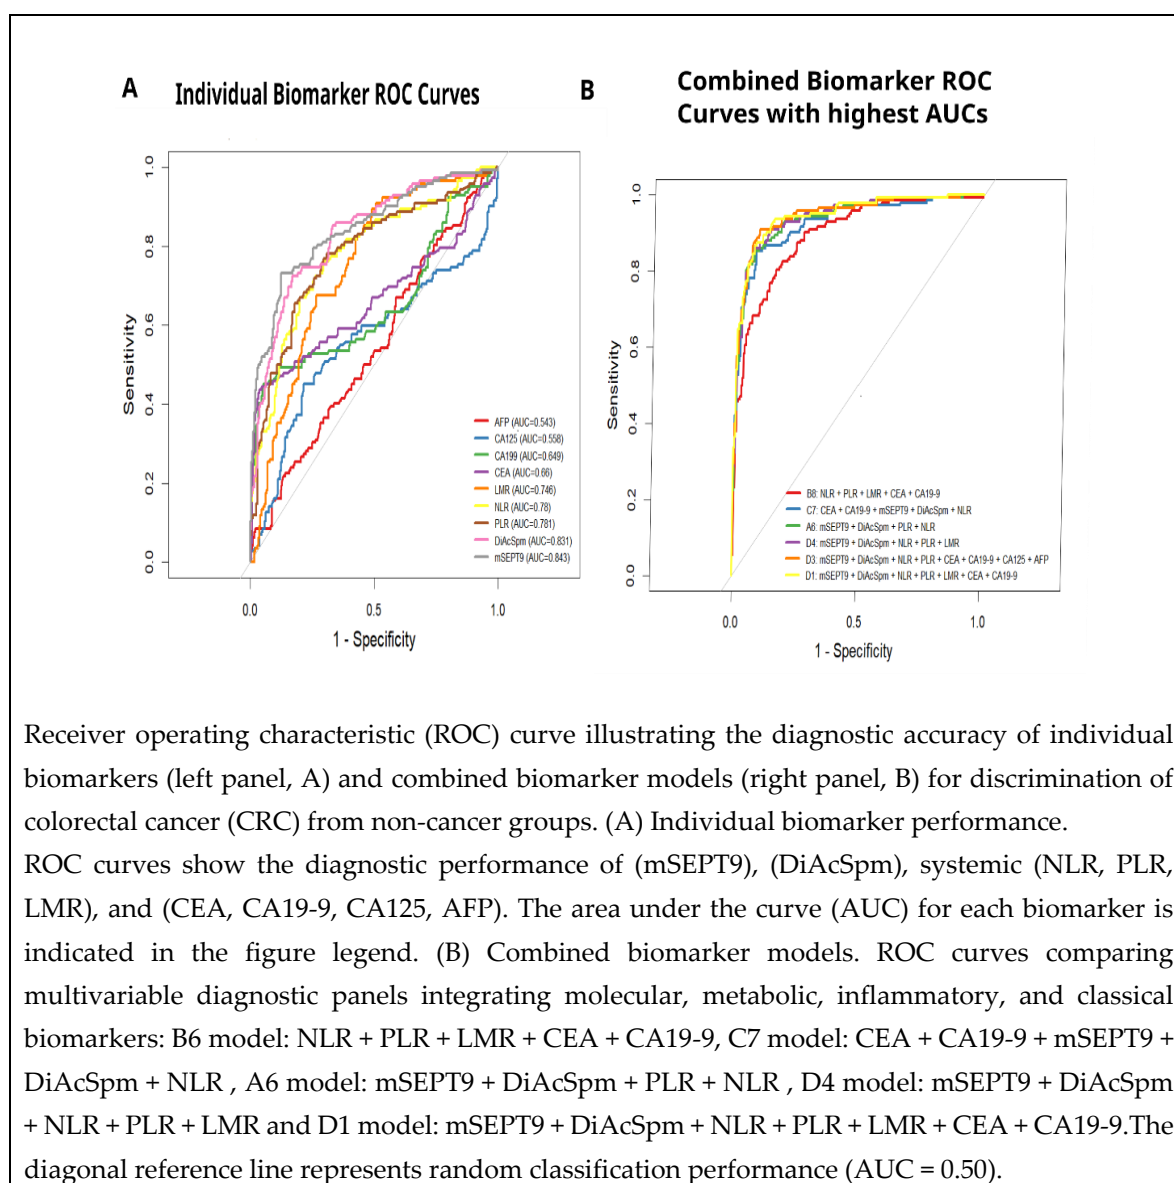 A
Individual Biomarker ROC Curves
Sensitivity
1.0
0.8
0.6
0.4
0.2
0.0
AFP (AUC=0.543)
CA125 (AUC=0.558)
CA199 (AUC=0.649)
CEA (AUC=0.66)
LMR (AUC=0.746)
NLR (AUC=0.78)
PLR (AUC=0.781)
DiAcSpm (AUC=0.831)
mSEPT9 (AUC=0.843)
0.0 0.5 1.0
1 - Specificity
B
Combined Biomarker ROC
Curves with highest AUCs
Sensitivity
1.0
0.8
0.6
0.4
0.2
0.0
B8: NLR + PLR + LMR + CEA + CA19-9
C7: CEA + CA19-9 + mSEPT9 + DiAcSpm + NLR
A6: mSEPT9 + DiAcSpm + PLR + NLR
D4: mSEPT9 + DiAcSpm + NLR + PLR + LMR
D3: mSEPT9 + DiAcSpm + NLR + PLR + CEA + CA19-9 + CA125 + AFP
D1: mSEPT9 + DiAcSpm + NLR + PLR + LMR + CEA + CA19-9
0.0 0.5 1.0
1 - Specificity
Receiver operating characteristic (ROC) curve illustrating the diagnostic accuracy of individual
biomarkers (left panel, A) and combined biomarker models (right panel, B) for discrimination of
colorectal cancer (CRC) from non-cancer groups. (A) Individual biomarker performance.
ROC curves show the diagnostic performance of (mSEPT9), (DiAcSpm), systemic (NLR, PLR,
LMR), and (CEA, CA19-9, CA125, AFP). The area under the curve (AUC) for each biomarker is
indicated in the figure legend. (B) Combined biomarker models. ROC curves comparing
multivariable diagnostic panels integrating molecular, metabolic, inflammatory, and classical
biomarkers: B6 model: NLR + PLR + LMR + CEA + CA19-9, C7 model: CEA + CA19-9 + mSEPT9 +
DiAcSpm + NLR , A6 model: mSEPT9 + DiAcSpm + PLR + NLR , D4 model: mSEPT9 + DiAcSpm
+ NLR + PLR + LMR and D1 model: mSEPT9 + DiAcSpm + NLR + PLR + LMR + CEA + CA19-9.The
diagonal reference line represents random classification performance (AUC = 0.50).